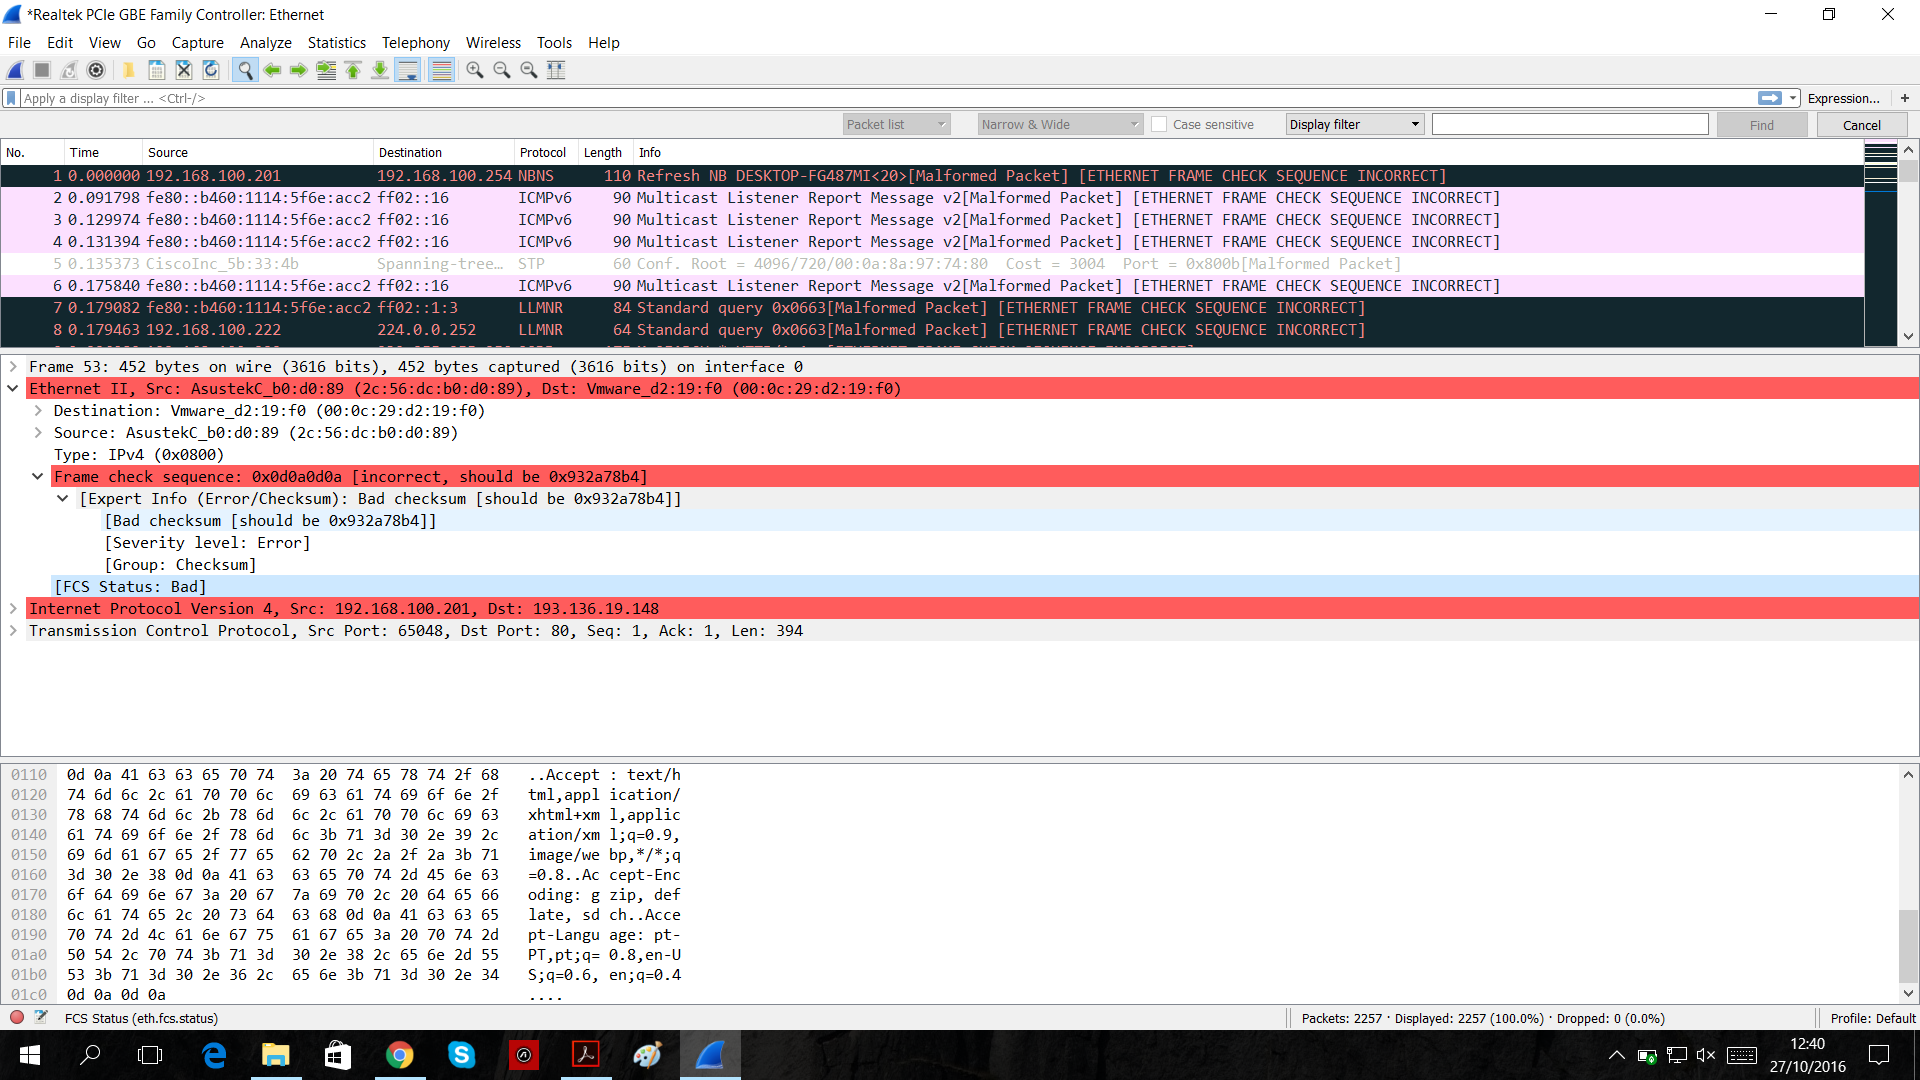 *Realtek PCIe GBE Family Controller: Ethernet
File Edit View Go Capture Analyze Statistics Telephony Wireless Tools Help
Apply a display filter ... <Ctrl-/> Expression... +
Packet list Narrow & Wide Case sensitive Display filter Find Cancel
No. Time Source Destination Protocol Length Info
1 0.000000 192.168.100.201 192.168.100.254 NBNS 110 Refresh NB DESKTOP-FG487MI<20>[Malformed Packet] [ETHERNET FRAME CHECK SEQUENCE INCORRECT]
2 0.091798 fe80::b460:1114:5f6e:acc2 ff02::16 ICMPv6 90 Multicast Listener Report Message v2[Malformed Packet] [ETHERNET FRAME CHECK SEQUENCE INCORRECT]
3 0.129974 fe80::b460:1114:5f6e:acc2 ff02::16 ICMPv6 90 Multicast Listener Report Message v2[Malformed Packet] [ETHERNET FRAME CHECK SEQUENCE INCORRECT]
4 0.131394 fe80::b460:1114:5f6e:acc2 ff02::16 ICMPv6 90 Multicast Listener Report Message v2[Malformed Packet] [ETHERNET FRAME CHECK SEQUENCE INCORRECT]
5 0.135373 CiscoInc_5b:33:4b Spanning-tree… STP 60 Conf. Root = 4096/720/00:0a:8a:97:74:80 Cost = 3004 Port = 0x800b[Malformed Packet]
6 0.175840 fe80::b460:1114:5f6e:acc2 ff02::16 ICMPv6 90 Multicast Listener Report Message v2[Malformed Packet] [ETHERNET FRAME CHECK SEQUENCE INCORRECT]
7 0.179082 fe80::b460:1114:5f6e:acc2 ff02::1:3 LLMNR 84 Standard query 0x0663[Malformed Packet] [ETHERNET FRAME CHECK SEQUENCE INCORRECT]
8 0.179463 192.168.100.222 224.0.0.252 LLMNR 64 Standard query 0x0663[Malformed Packet] [ETHERNET FRAME CHECK SEQUENCE INCORRECT]
Frame 53: 452 bytes on wire (3616 bits), 452 bytes captured (3616 bits) on interface 0
Ethernet II, Src: AsustekC_b0:d0:89 (2c:56:dc:b0:d0:89), Dst: Vmware_d2:19:f0 (00:0c:29:d2:19:f0)
Destination: Vmware_d2:19:f0 (00:0c:29:d2:19:f0)
Source: AsustekC_b0:d0:89 (2c:56:dc:b0:d0:89)
Type: IPv4 (0x0800)
Frame check sequence: 0x0d0a0d0a [incorrect, should be 0x932a78b4]
[Expert Info (Error/Checksum): Bad checksum [should be 0x932a78b4]]
[Bad checksum [should be 0x932a78b4]]
[Severity level: Error]
[Group: Checksum]
[FCS Status: Bad]
Internet Protocol Version 4, Src: 192.168.100.201, Dst: 193.136.19.148
Transmission Control Protocol, Src Port: 65048, Dst Port: 80, Seq: 1, Ack: 1, Len: 394
0110 0d 0a 41 63 63 65 70 74 3a 20 74 65 78 74 2f 68 ..Accept : text/h
0120 74 6d 6c 2c 61 70 70 6c 69 63 61 74 69 6f 6e 2f tml,appl ication/
0130 78 68 74 6d 6c 2b 78 6d 6c 2c 61 70 70 6c 69 63 xhtml+xm l,applic
0140 61 74 69 6f 6e 2f 78 6d 6c 3b 71 3d 30 2e 39 2c ation/xm l;q=0.9,
0150 69 6d 61 67 65 2f 77 65 62 70 2c 2a 2f 2a 3b 71 image/we bp,*/*;q
0160 3d 30 2e 38 0d 0a 41 63 63 65 70 74 2d 45 6e 63 =0.8..Ac cept-Enc
0170 6f 64 69 6e 67 3a 20 67 7a 69 70 2c 20 64 65 66 oding: g zip, def
0180 6c 61 74 65 2c 20 73 64 63 68 0d 0a 41 63 63 65 late, sd ch..Acce
0190 70 74 2d 4c 61 6e 67 75 61 67 65 3a 20 70 74 2d pt-Langu age: pt-
01a0 50 54 2c 70 74 3b 71 3d 30 2e 38 2c 65 6e 2d 55 PT,pt;q= 0.8,en-U
01b0 53 3b 71 3d 30 2e 36 2c 65 6e 3b 71 3d 30 2e 34 S;q=0.6, en;q=0.4
01c0 0d 0a 0d 0a ....
FCS Status (eth.fcs.status) Packets: 2257 · Displayed: 2257 (100.0%) · Dropped: 0 (0.0%) Profile: Default
12:40
27/10/2016